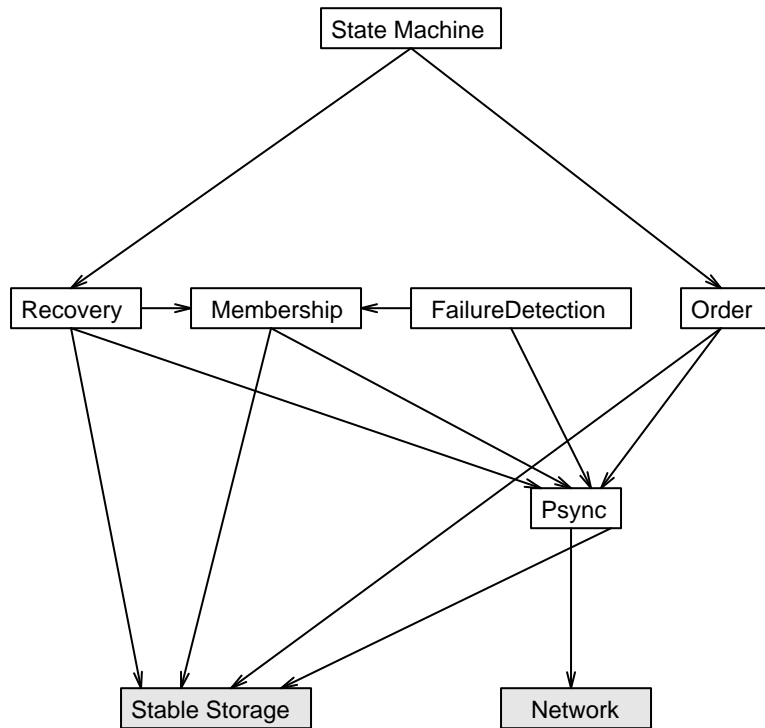 State Machine
Recovery
Membership
FailureDetection
Order
Psync
Stable Storage
Network